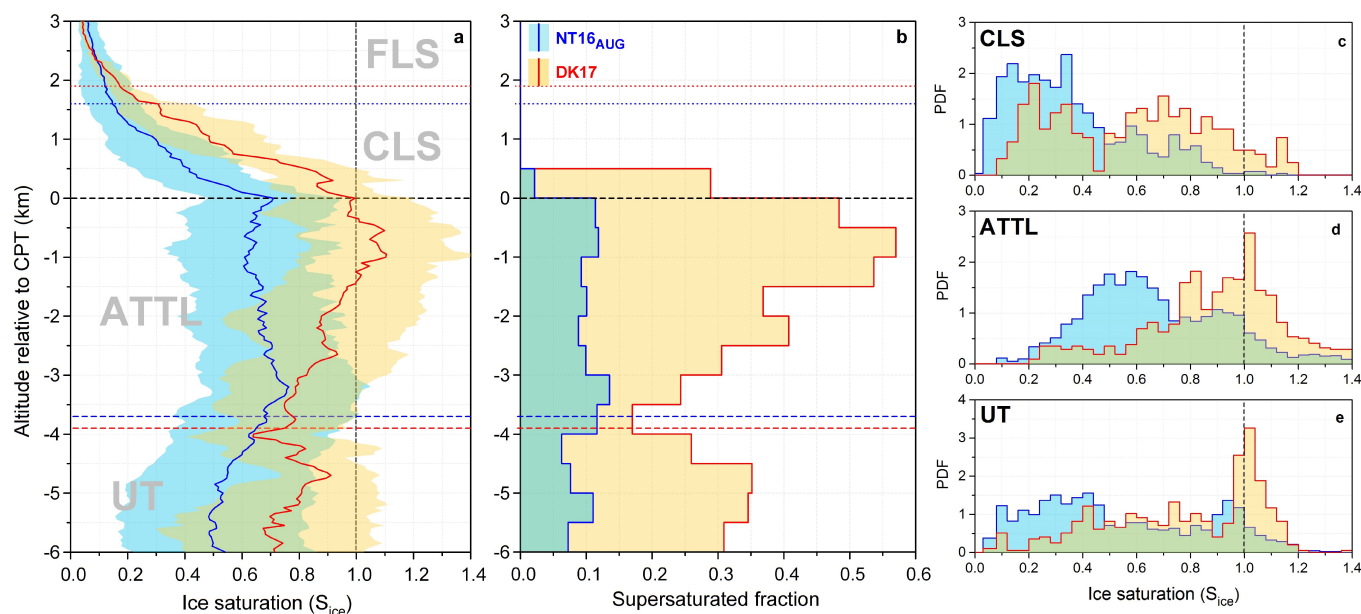 a
FLS
CLS
ATTL
UT
3
2
1
0
-1
-2
-3
-4
-5
-6
Altitude relative to CPT (km)
0.0 0.2 0.4 0.6 0.8 1.0 1.2 1.4
Ice saturation (Sice)
b
NT16AUG
DK17
3
2
1
0
-1
-2
-3
-4
-5
-6
0.0 0.1 0.2 0.3 0.4 0.5 0.6
Supersaturated fraction
CLS
c
3
2
1
0
PDF
0.0 0.2 0.4 0.6 0.8 1.0 1.2 1.4
ATTL
d
3
2
1
0
PDF
0.0 0.2 0.4 0.6 0.8 1.0 1.2 1.4
UT
e
4
3
2
1
0
PDF
0.0 0.2 0.4 0.6 0.8 1.0 1.2 1.4
Ice saturation (Sice)